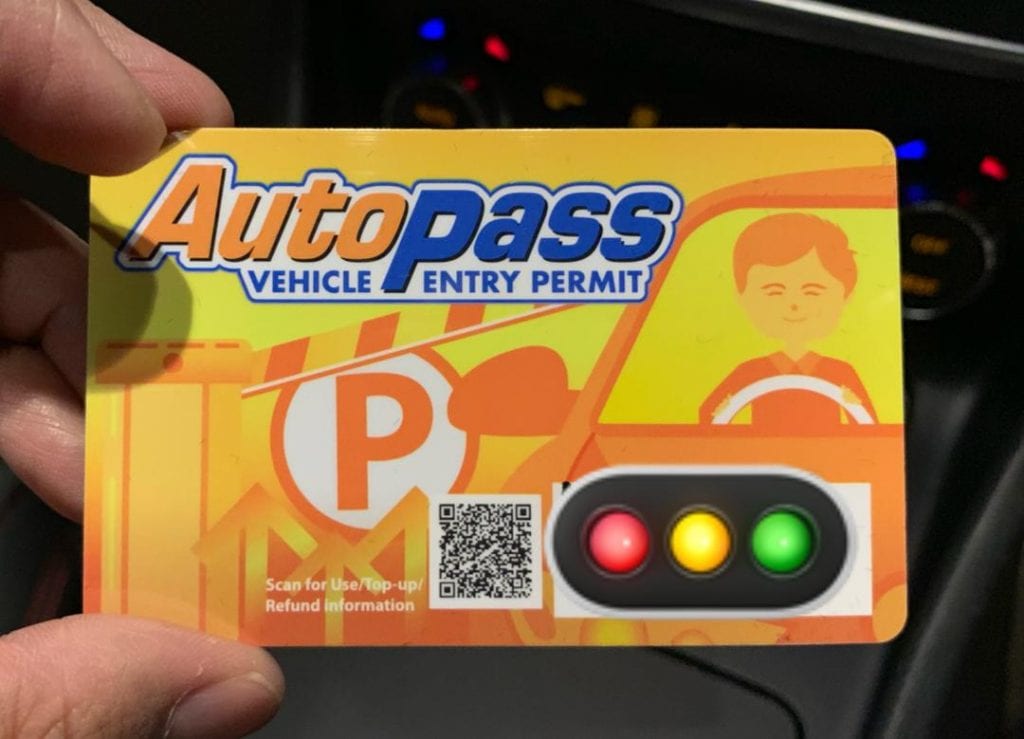 Autopass
VEHICLE ENTRY PERMIT
P
Scan for Use/Top-up/
Refund information